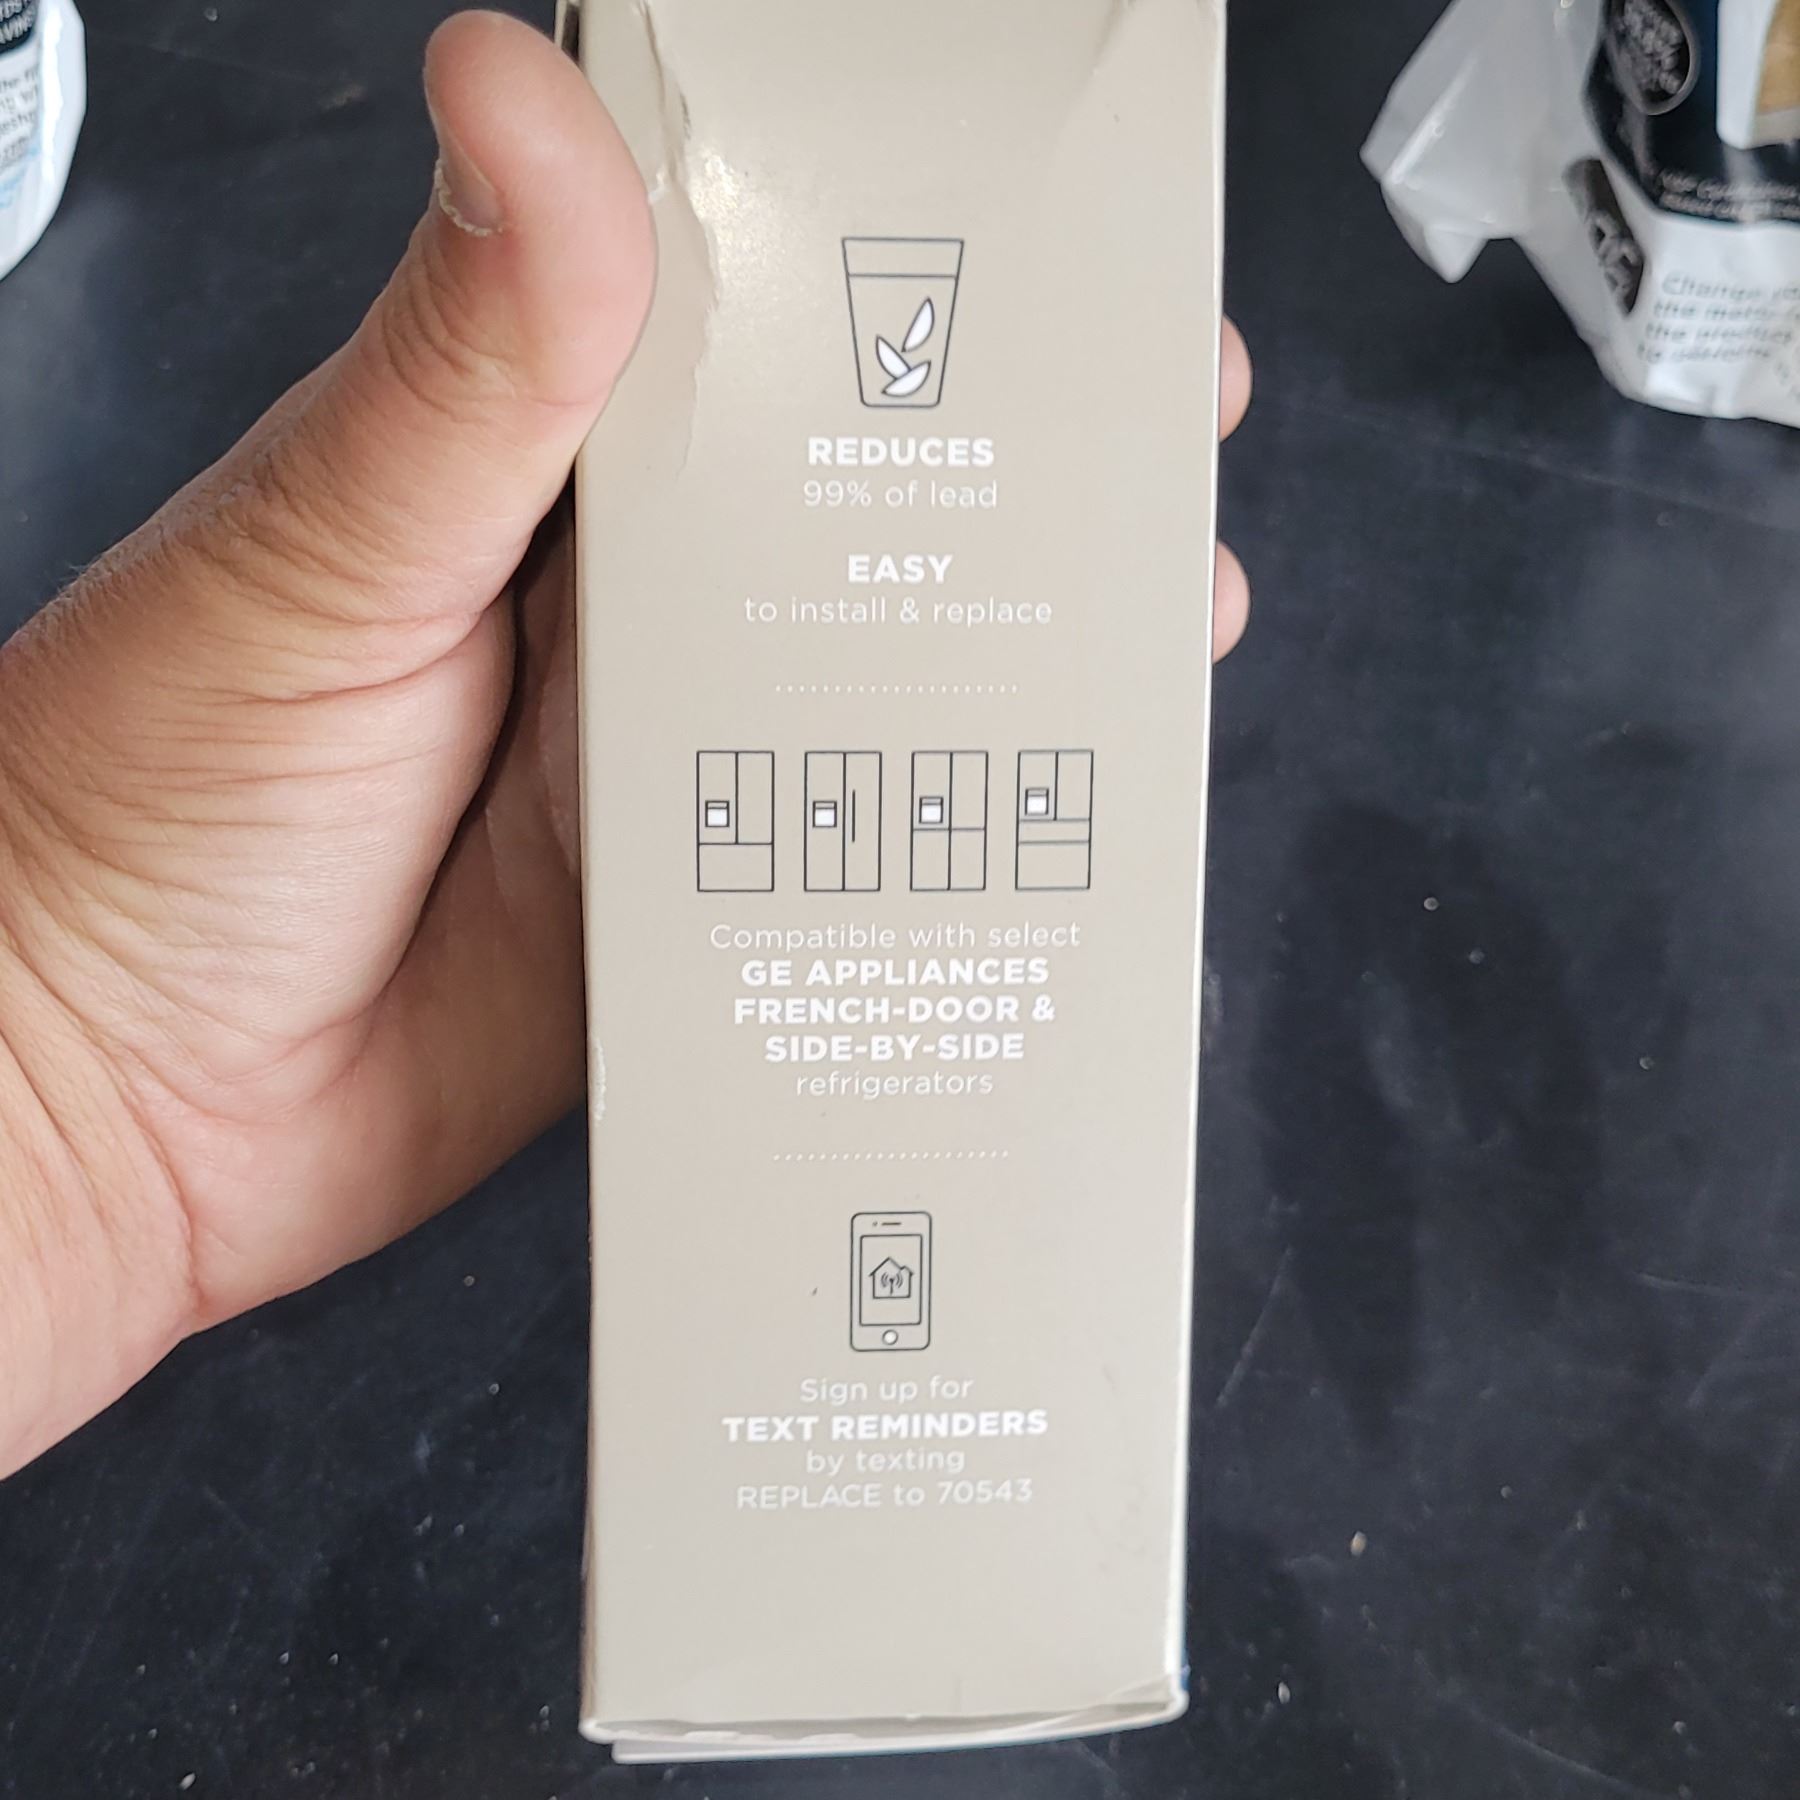 REDUCES
99% of lead
EASY
to install & replace
Compatible with select
GE APPLIANCES
FRENCH-DOOR &
SIDE-BY-SIDE
refrigerators
Sign up for
TEXT REMINDERS
by texting
REPLACE to 70543